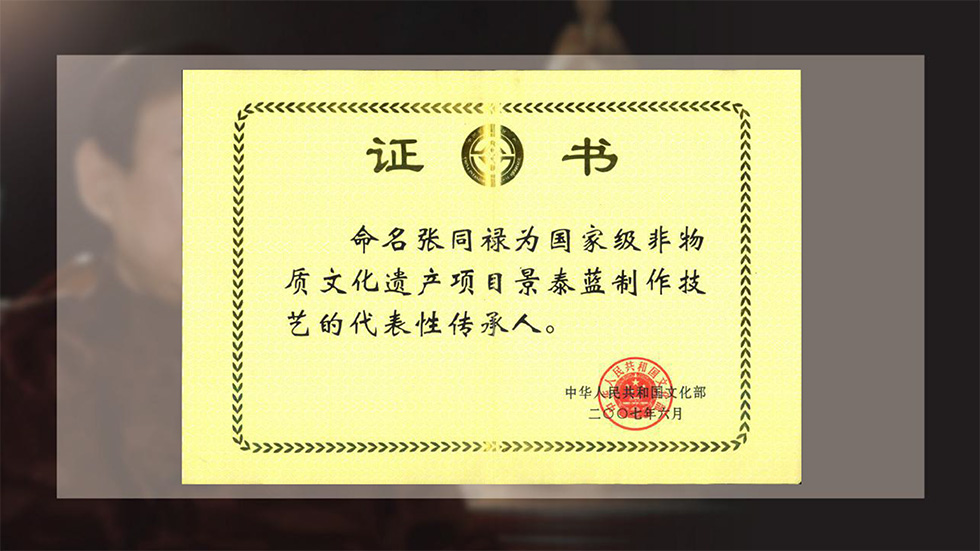 证书
命名张同禄为国家级非物
质文化遗产项目景泰蓝制作技
艺的代表性传承人。
中华人民共和国文化部
二〇〇七年六月